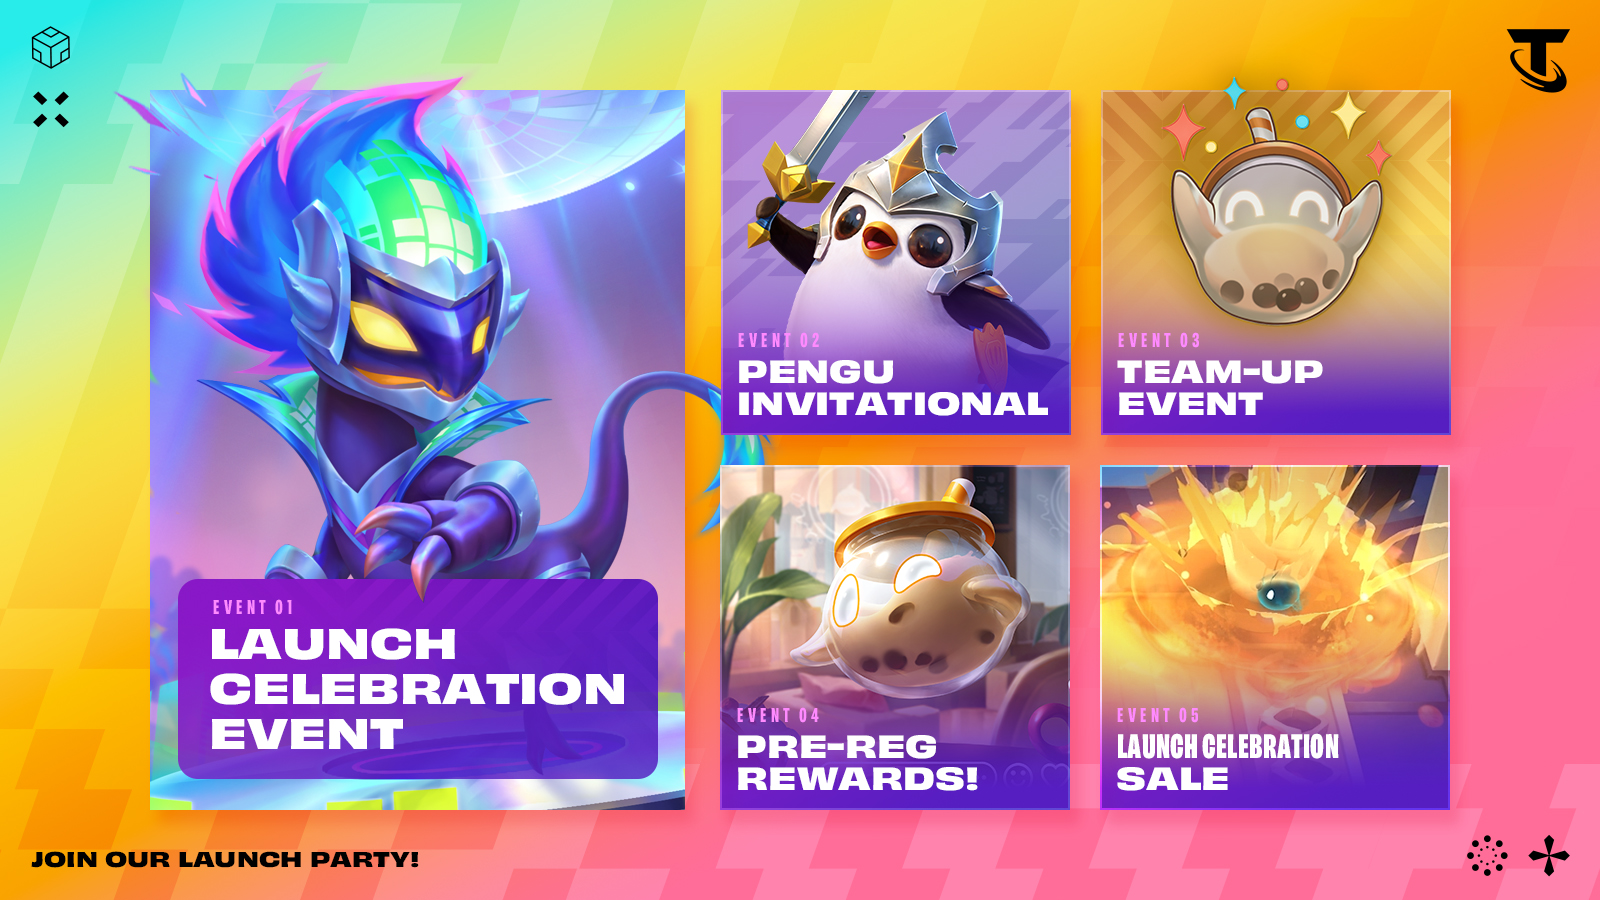 EVENT 01
LAUNCH
CELEBRATION
EVENT
EVENT 02
PENGU
INVITATIONAL
EVENT 03
TEAM-UP
EVENT
EVENT 04
PRE-REG
REWARDS!
EVENT 05
LAUNCH CELEBRATION
SALE
JOIN OUR LAUNCH PARTY!